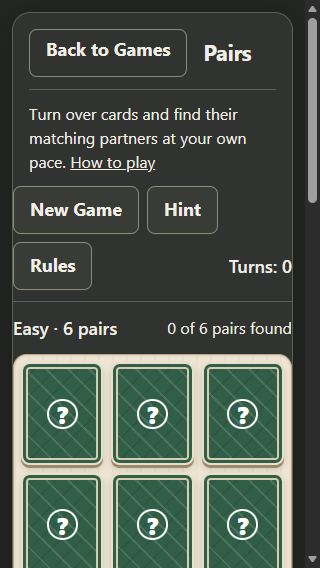 Back to Games
Pairs
Turn over cards and find their
matching partners at your own
pace. How to play
New Game
Hint
Rules
Turns: 0
Easy · 6 pairs
0 of 6 pairs found
? ? ?
? ? ?